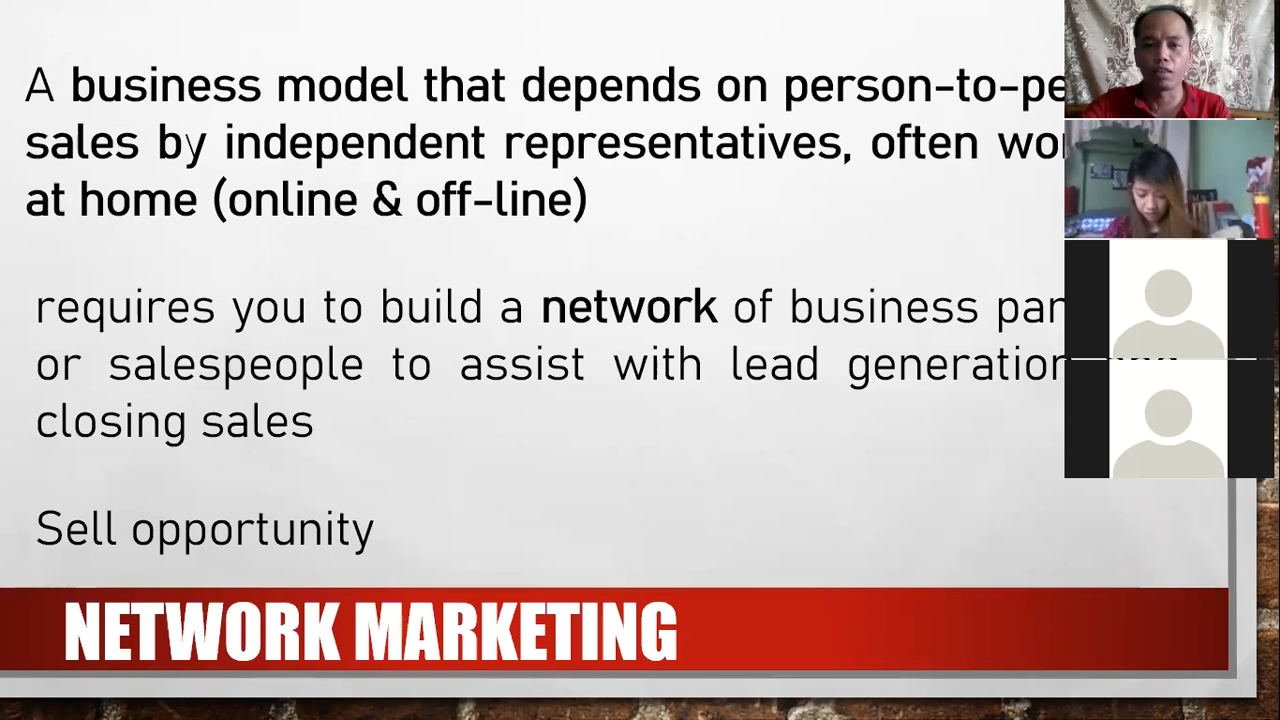 A business model that depends on person-to-pe
sales by independent representatives, often wo
at home (online & off-line)
requires you to build a network of business par
or salespeople to assist with lead generation
closing sales
Sell opportunity
NETWORK MARKETING